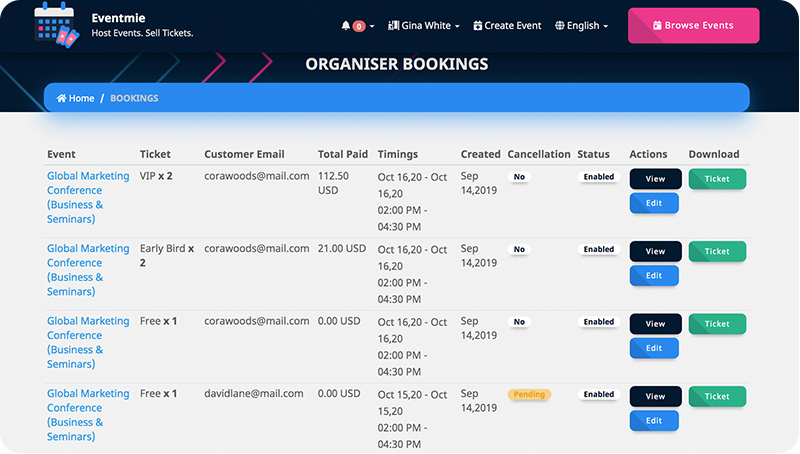 Eventmie
Host Events. Sell Tickets.
0
Gina White
Create Event
English
Browse Events
ORGANISER BOOKINGS
Home / BOOKINGS
Event Ticket Customer Email Total Paid Timings Created Cancellation Status Actions Download
Global Marketing VIP x 2 corawoods@mail.com 112.50 Oct 16,20 - Oct Sep No Enabled View Ticket
Conference USD 16,20 14,2019
(Business & 02:00 PM - Edit
Seminars) 04:30 PM
Global Marketing Early Bird x corawoods@mail.com 21.00 USD Oct 16,20 - Oct Sep No Enabled View Ticket
Conference 2 16,20 14,2019
(Business & 02:00 PM - Edit
Seminars) 04:30 PM
Global Marketing Free x 1 corawoods@mail.com 0.00 USD Oct 16,20 - Oct Sep No Enabled View Ticket
Conference 16,20 14,2019
(Business & 02:00 PM - Edit
Seminars) 04:30 PM
Global Marketing Free x 1 davidlane@mail.com 0.00 USD Oct 15,20 - Oct Sep Pending Enabled View Ticket
Conference 15,20 14,2019
(Business & 02:00 PM - Edit
Seminars) 04:30 PM